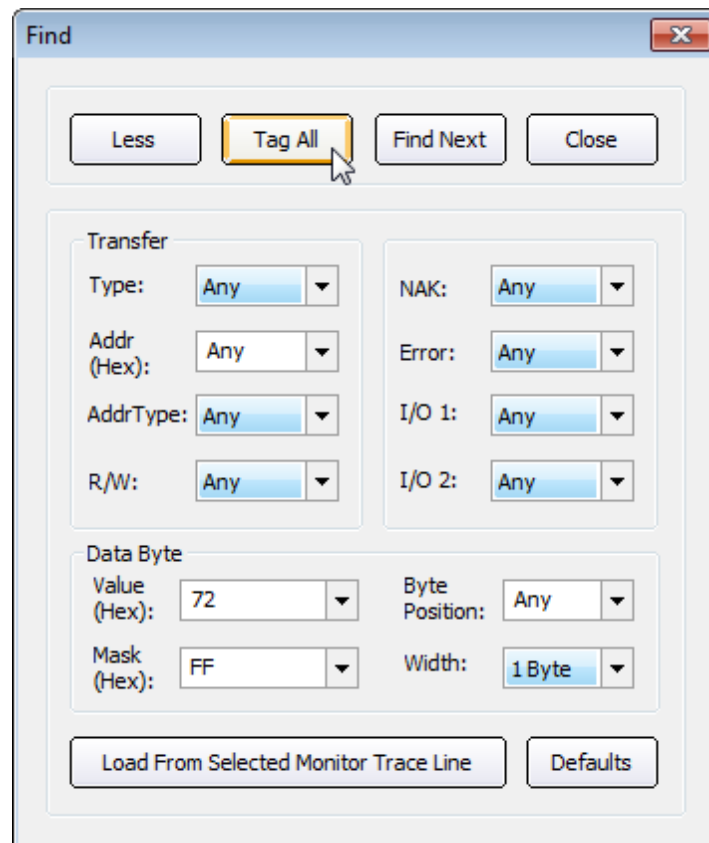 Find
Less
Tag All
Find Next
Close
Transfer
Type:
Any
Addr
(Hex):
Any
AddrType:
Any
R/W:
Any
NAK:
Any
Error:
Any
I/O 1:
Any
I/O 2:
Any
Data Byte
Value
(Hex):
72
Byte
Position:
Any
Mask
(Hex):
FF
Width:
1 Byte
Load From Selected Monitor Trace Line
Defaults